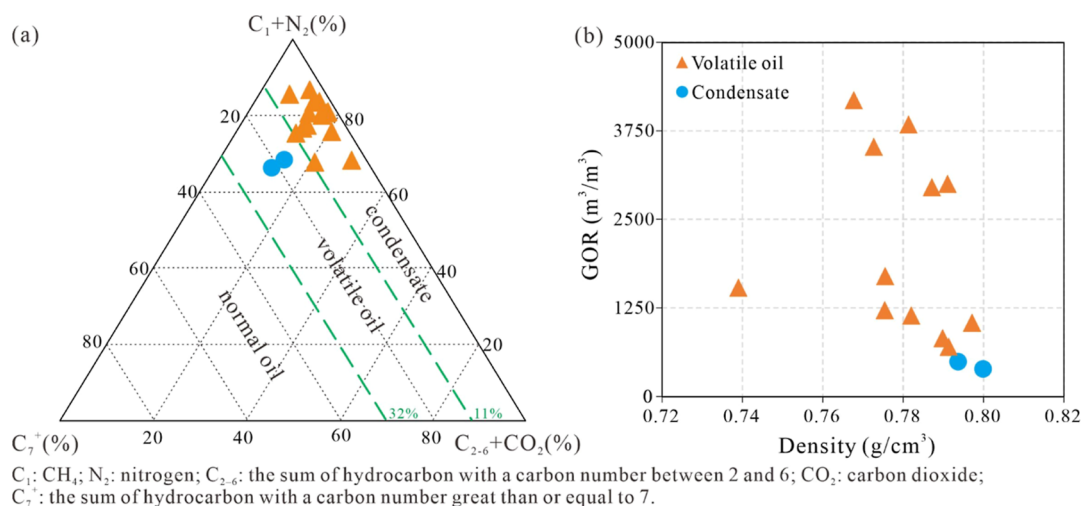 (a)
C₁+N₂(%)
20
80
40
60
60
40
80
20
condensate
volatile oil
normal oil
32%
11%
C₇⁺(%)
20
40
60
80
C₂₋₆+CO₂(%)
(b)
5000
3750
2500
1250
0
GOR (m³/m³)
Volatile oil
Condensate
0.72
0.74
0.76
0.78
0.80
0.82
Density (g/cm³)
C₁: CH₄; N₂: nitrogen; C₂₋₆: the sum of hydrocarbon with a carbon number between 2 and 6; CO₂: carbon dioxide;
C₇⁺: the sum of hydrocarbon with a carbon number great than or equal to 7.